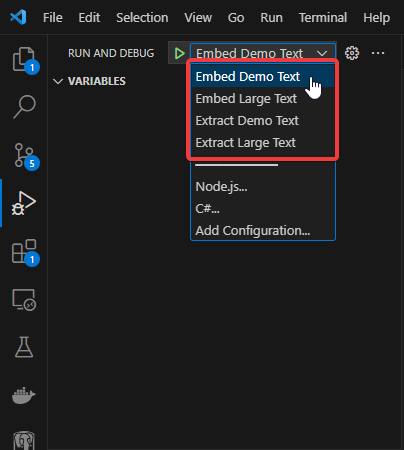 File Edit Selection View Go Run Terminal Help
RUN AND DEBUG Embed Demo Text
VARIABLES
Embed Demo Text
Embed Large Text
Extract Demo Text
Extract Large Text
Node.js...
C#...
Add Configuration...
1
5
1